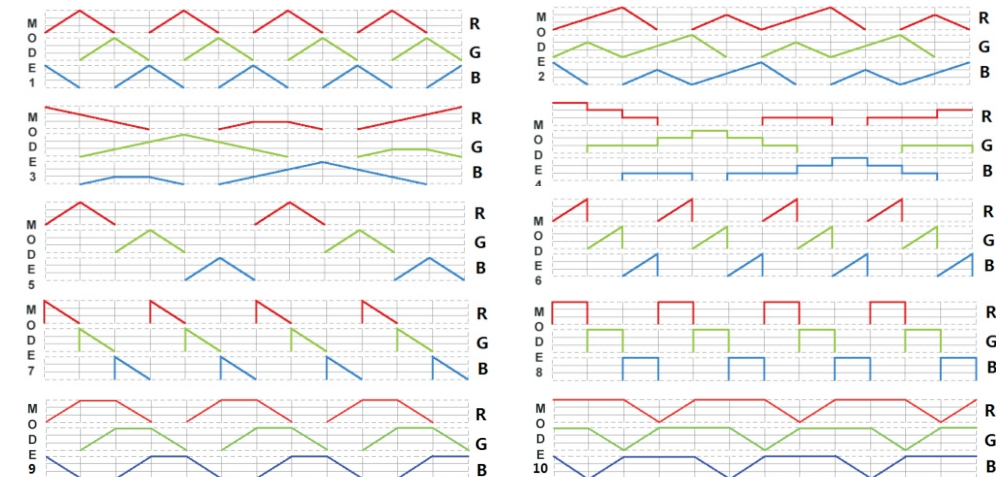 MODE 1 R G B
MODE 2 R G B
MODE 3 R G B
MODE 4 R G B
MODE 5 R G B
MODE 6 R G B
MODE 7 R G B
MODE 8 R G B
MODE 9 R G B
MODE 10 R G B